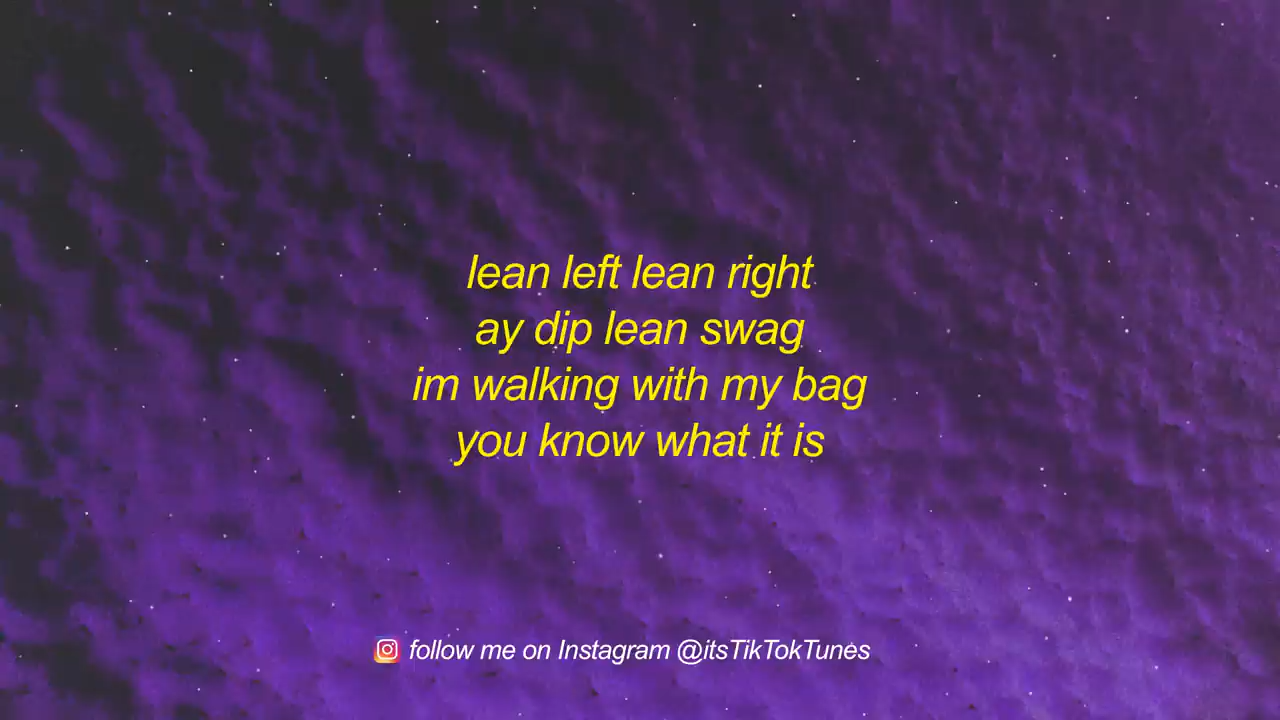 lean left lean right
ay dip lean swag
im walking with my bag
you know what it is
follow me on Instagram @itsTikTokTunes